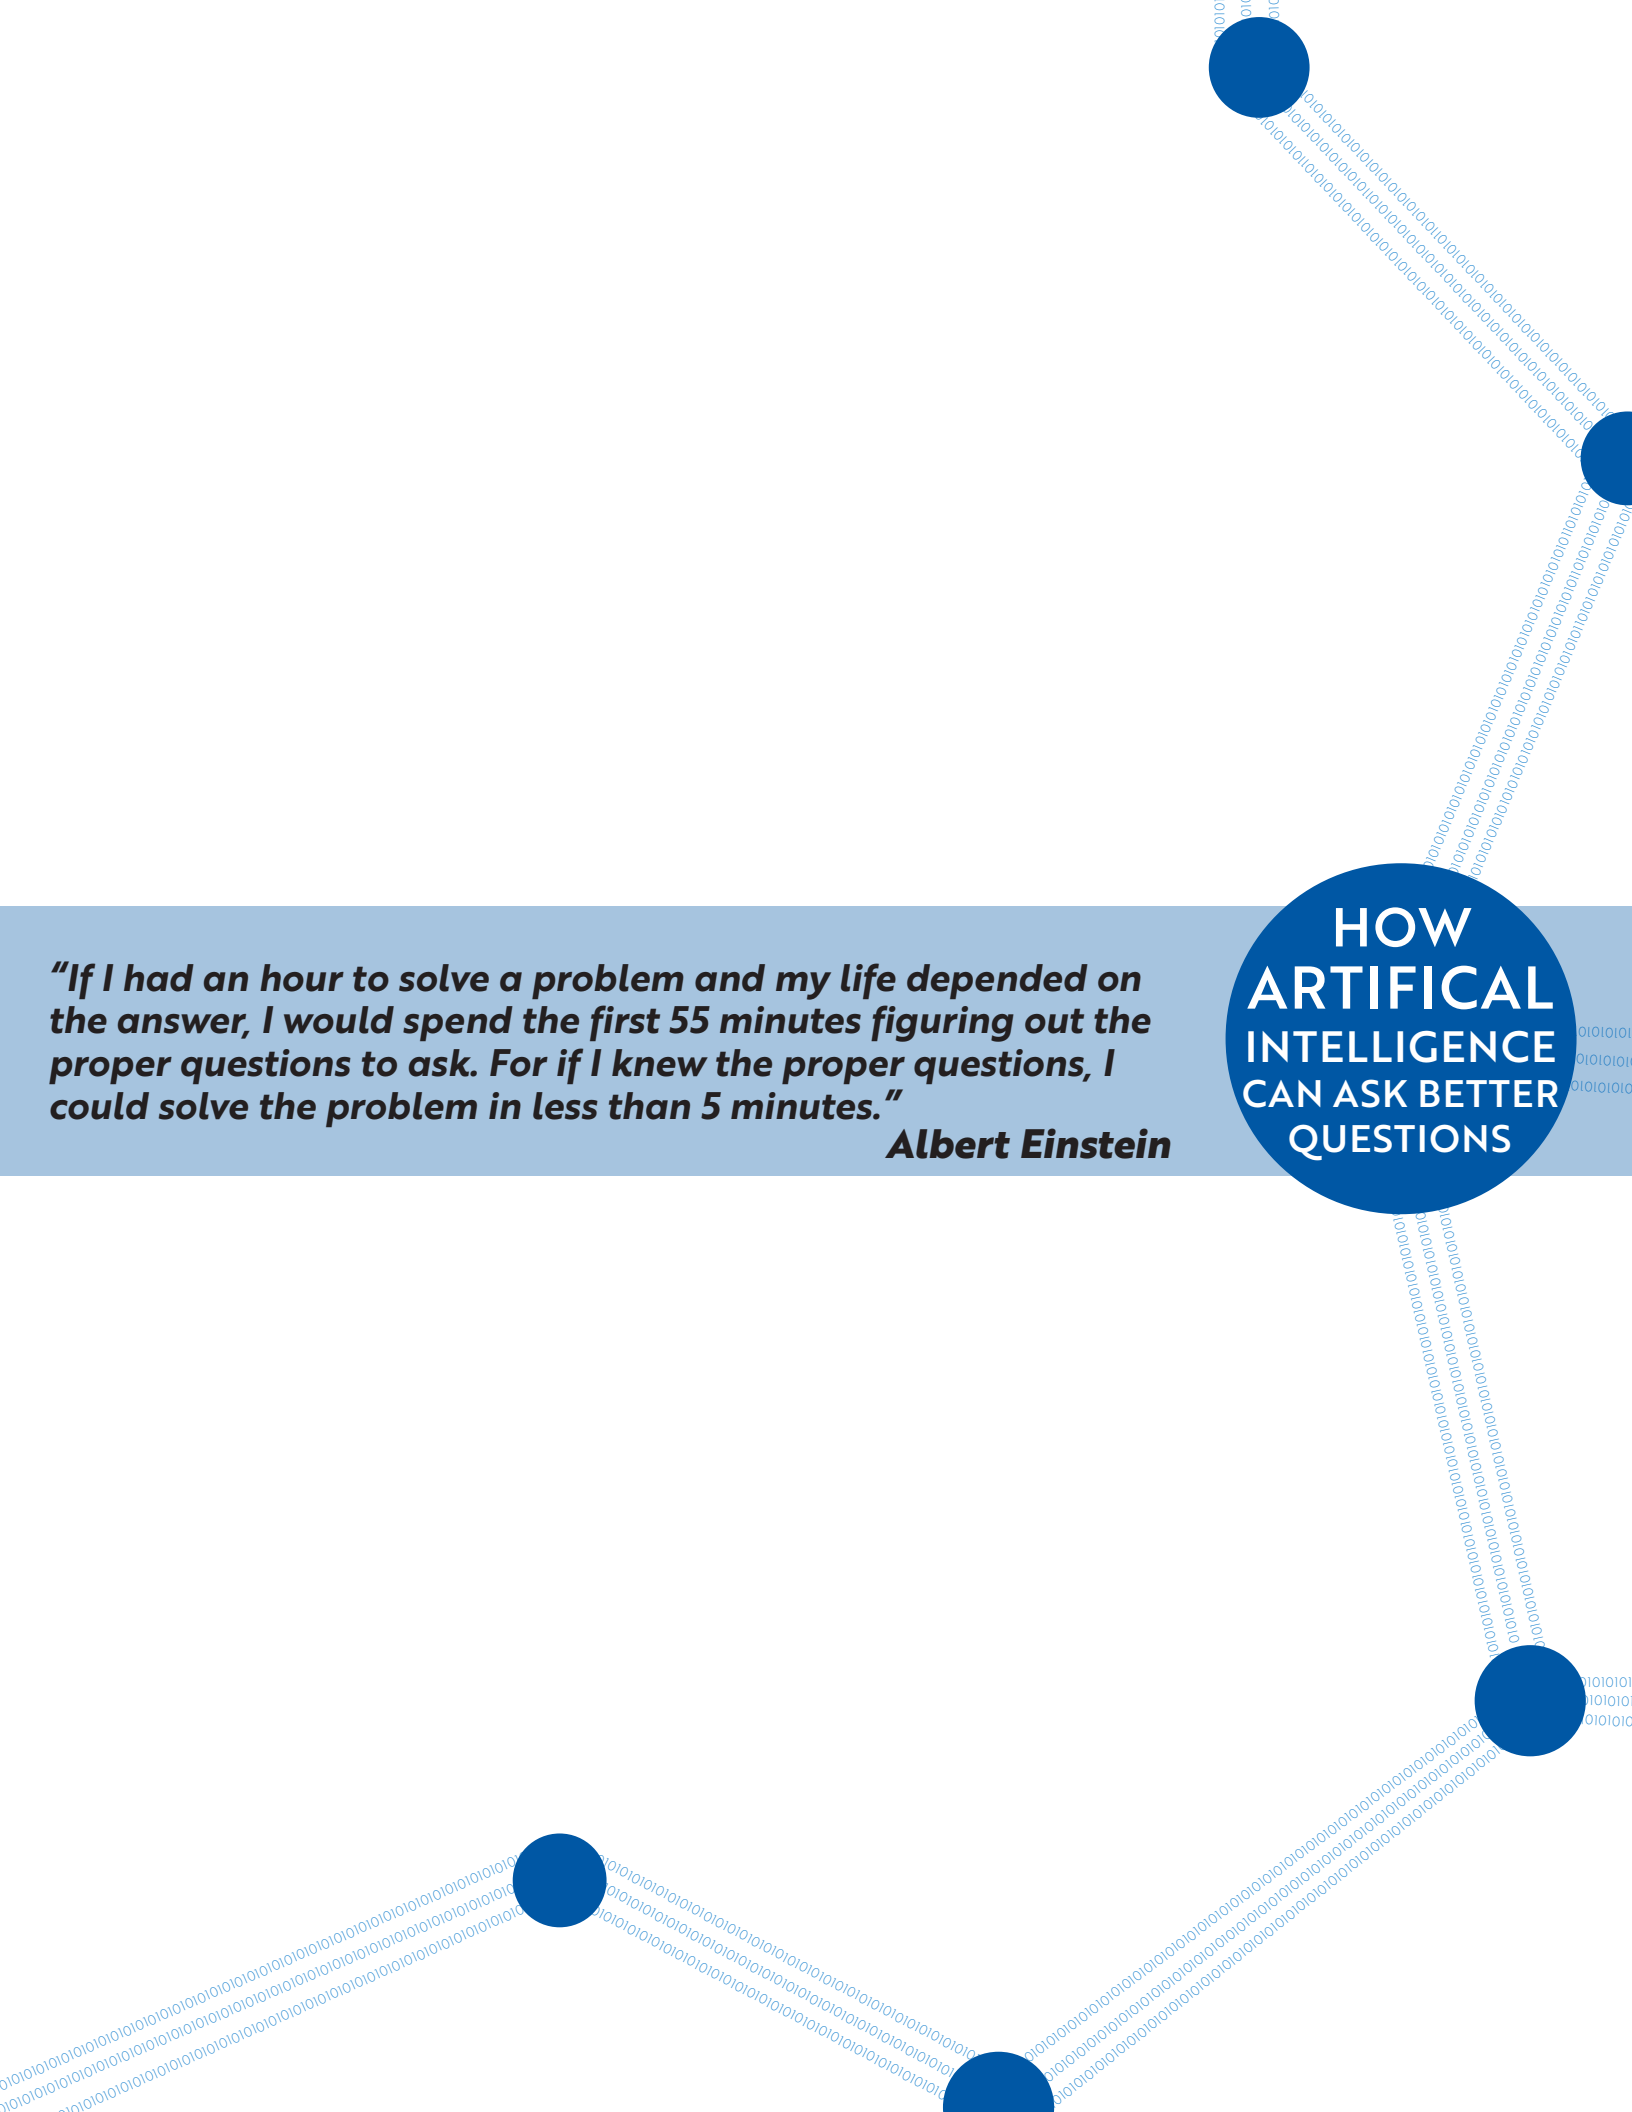 “If I had an hour to solve a problem and my life depended on
the answer, I would spend the first 55 minutes figuring out the
proper questions to ask. For if I knew the proper questions, I
could solve the problem in less than 5 minutes.”
Albert Einstein
HOW
ARTIFICAL
INTELLIGENCE
CAN ASK BETTER
QUESTIONS